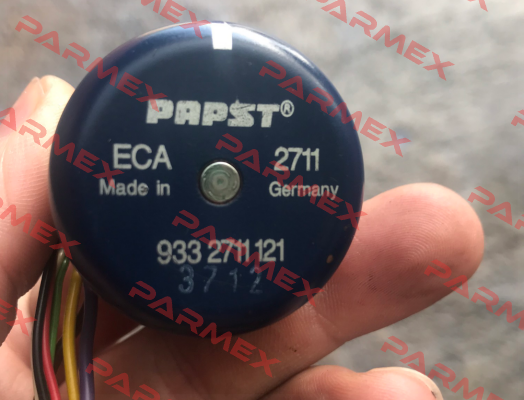 PAPST®
ECA 2711
Made in Germany
933 2711 121
3712
PARMEX
PARMEX
PARMEX
PARMEX
PARMEX
PARMEX
PARMEX
PARMEX